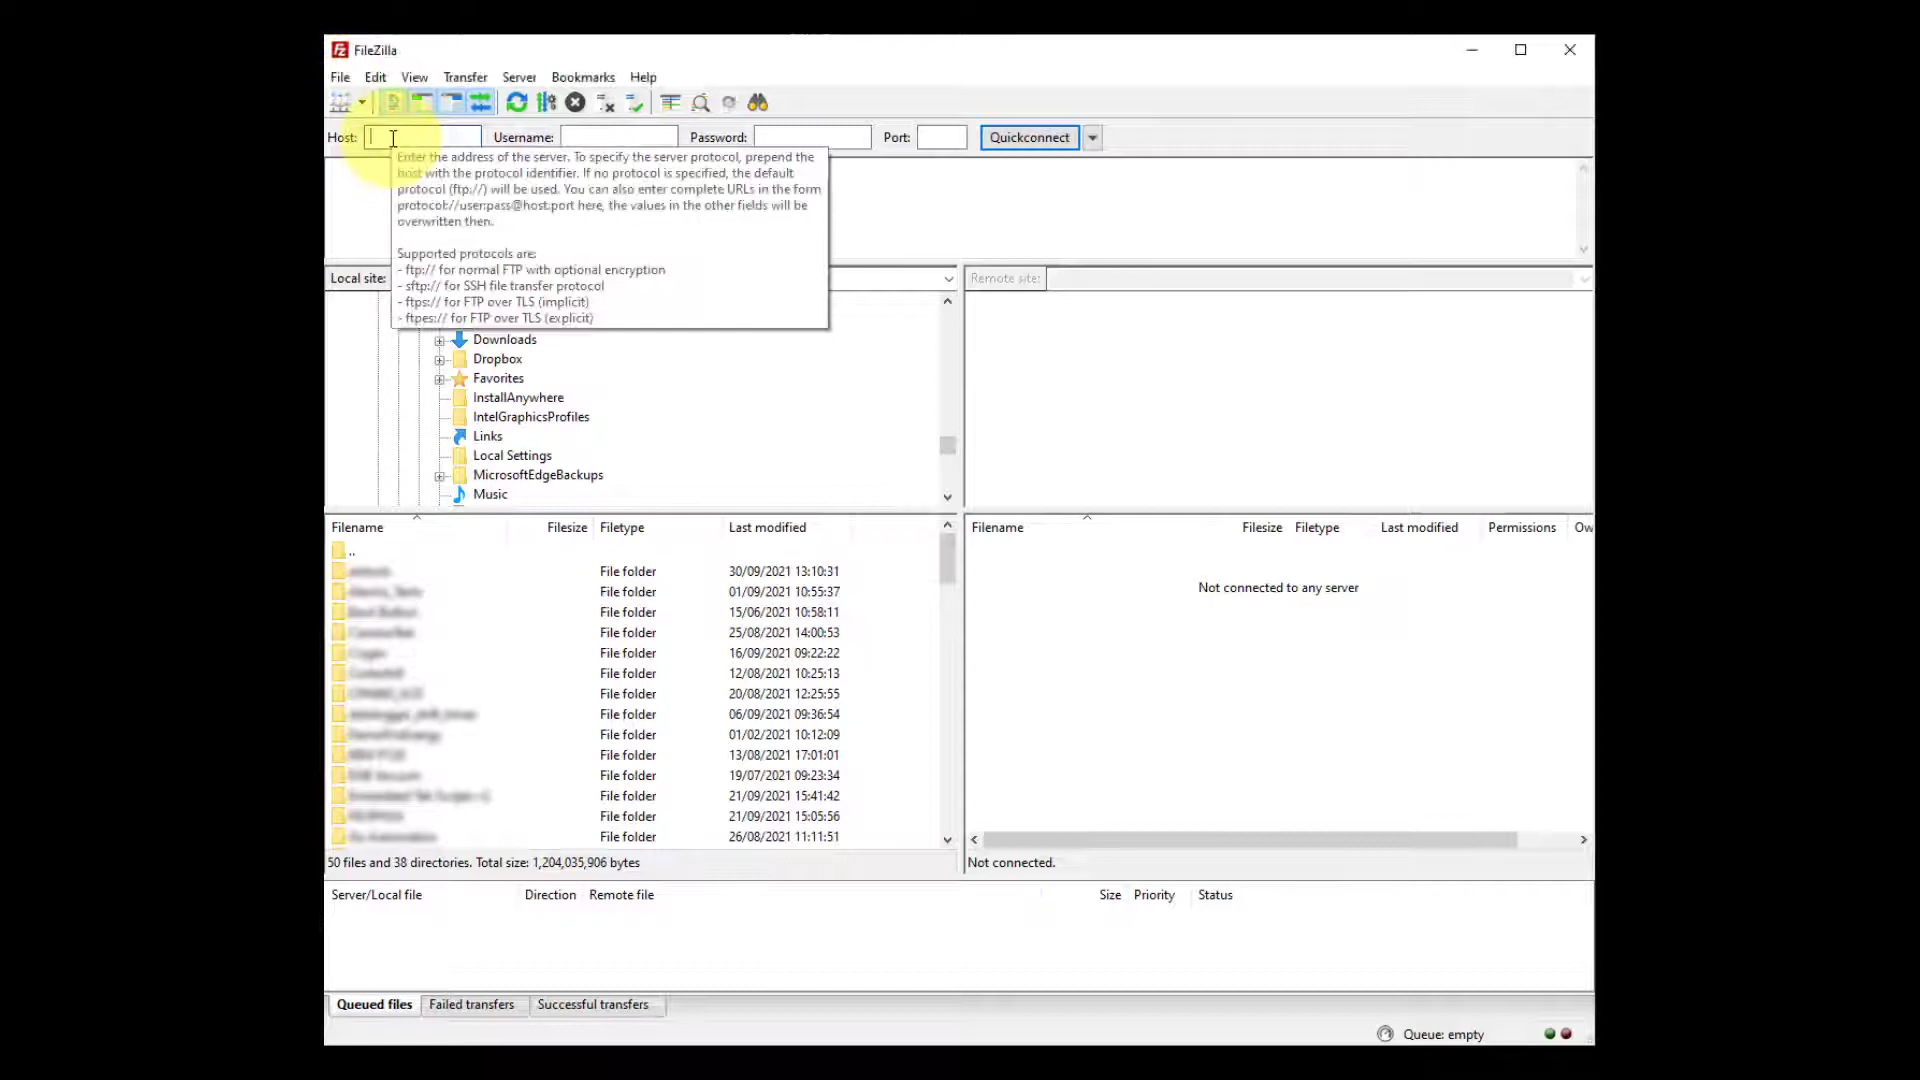 FileZilla
File Edit View Transfer Server Bookmarks Help
Host: Username: Password: Port: Quickconnect
Enter the address of the server. To specify the server protocol, prepend the
host with the protocol identifier. If no protocol is specified, the default
protocol (ftp://) will be used. You can also enter complete URLs in the form
protocol://user:pass@host:port here, the values in the other fields will be
overwritten then.
Supported protocols are:
- ftp:// for normal FTP with optional encryption
- sftp:// for SSH file transfer protocol
- ftps:// for FTP over TLS (implicit)
- ftpes:// for FTP over TLS (explicit)
Local site:
Remote site:
Downloads
Dropbox
Favorites
InstallAnywhere
IntelGraphicsProfiles
Links
Local Settings
MicrosoftEdgeBackups
Music
Filename Filesize Filetype Last modified
..
File folder 30/09/2021 13:10:31
File folder 01/09/2021 10:55:37
File folder 15/06/2021 10:58:11
File folder 25/08/2021 14:00:53
File folder 16/09/2021 09:22:22
File folder 12/08/2021 10:25:13
File folder 20/08/2021 12:25:55
File folder 06/09/2021 09:36:54
File folder 01/02/2021 10:12:09
File folder 13/08/2021 17:01:01
File folder 19/07/2021 09:23:34
File folder 21/09/2021 15:41:42
File folder 21/09/2021 15:05:56
File folder 26/08/2021 11:11:51
50 files and 38 directories. Total size: 1,204,035,906 bytes
Filename Filesize Filetype Last modified Permissions Ow
Not connected to any server
Not connected.
Server/Local file Direction Remote file Size Priority Status
Queued files Failed transfers Successful transfers
Queue: empty